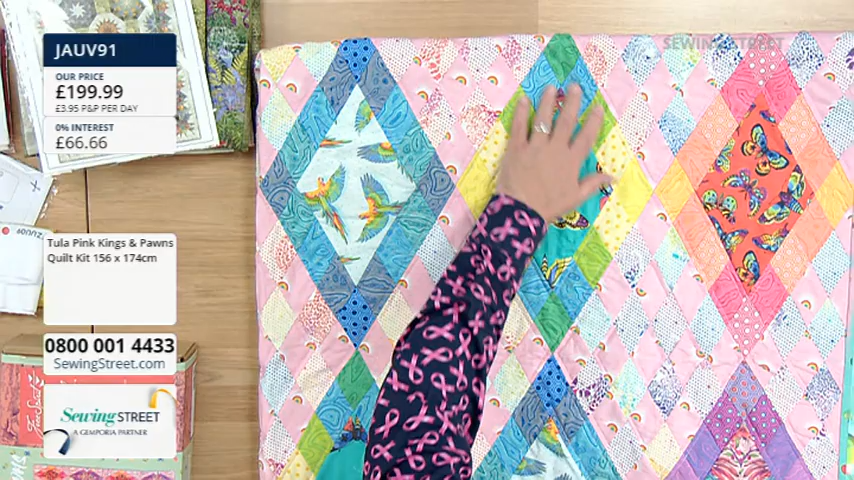 JAUV91
OUR PRICE
£199.99
£3.95 P&P PER DAY
0% INTEREST
£66.66
Tula Pink Kings & Pawns
Quilt Kit 156 x 174cm
0800 001 4433
SewingStreet.com
Sewing STREET
A GEMPORIA PARTNER
SEWING STREET